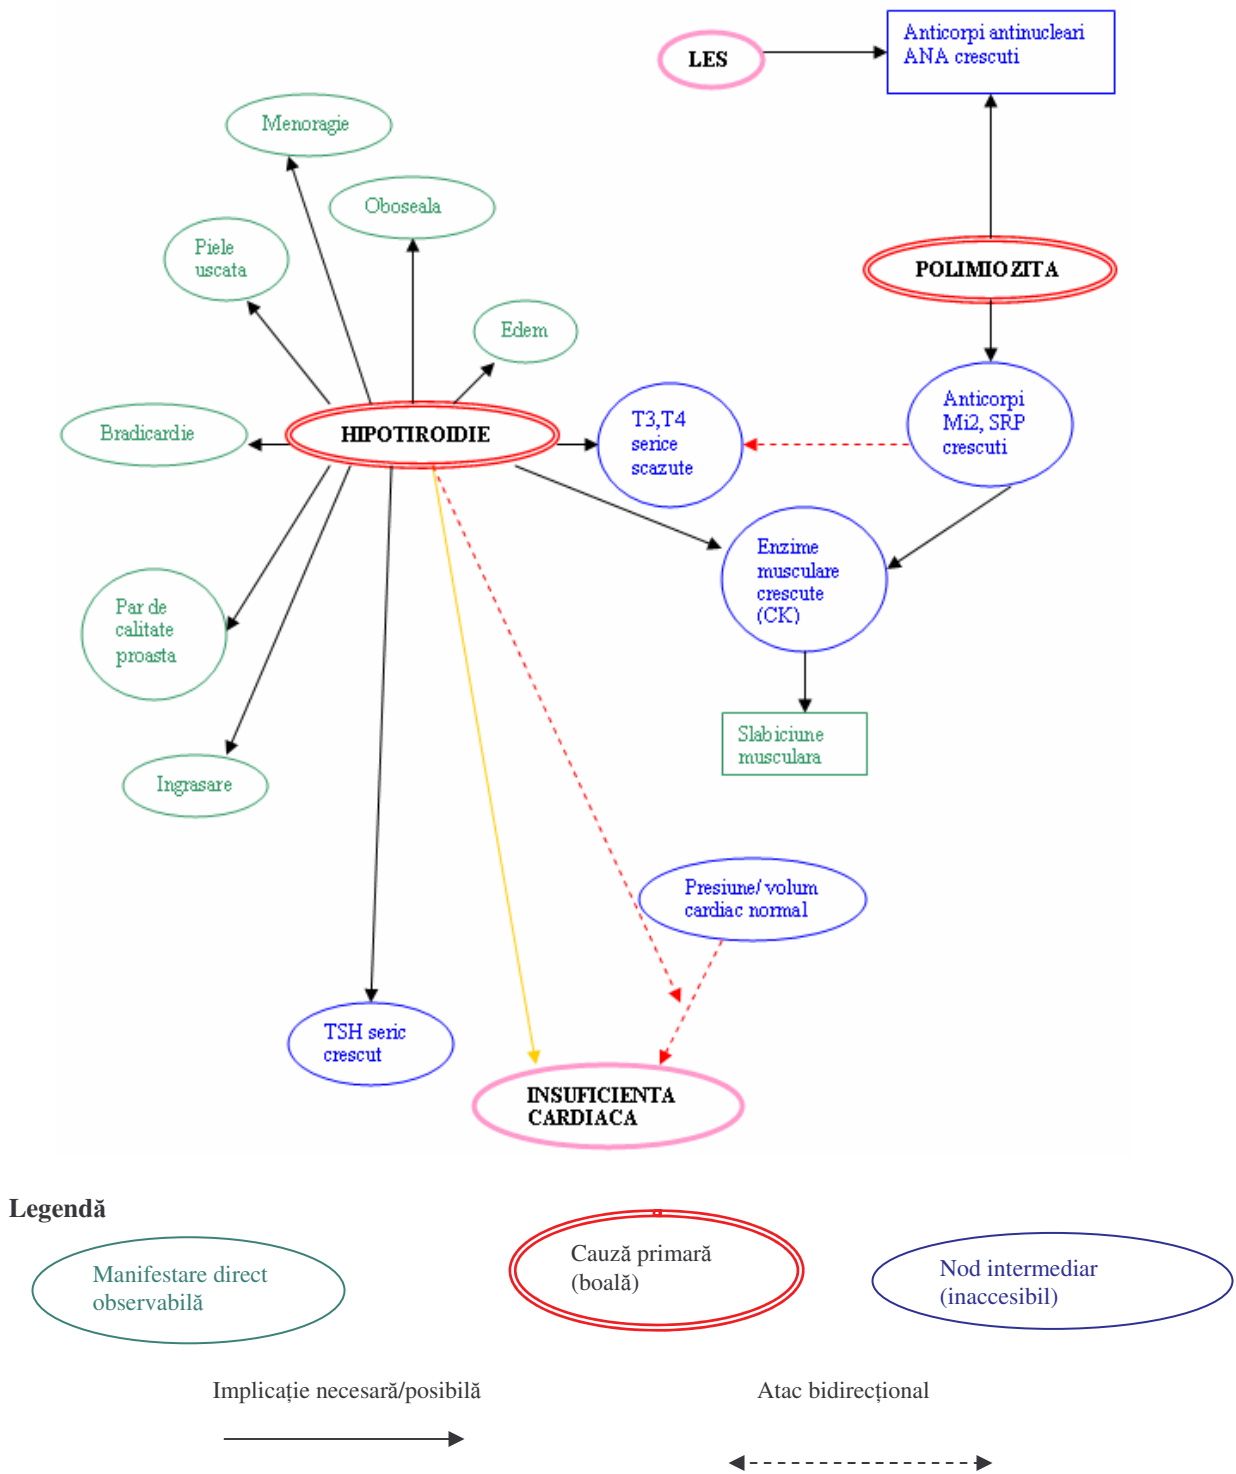 Anticorpi antinucleari
ANA crescuti
LES
Menoragie
Oboseala
Piele
uscata
POLIMIOZITA
Edem
T3,T4
serice
scazute
Anticorpi
Mi2, SRP
crescuti
Bradicardie
HIPOTIROIDIE
Enzime
musculare
crescute
(CK)
Par de
calitate
proasta
Slabiciune
musculara
Ingrasare
Presiune/ volum
cardiac normal
TSH seric
crescut
INSUFICIENTA
CARDIACA
Legendă
Manifestare direct
observabilă
Cauză primară
(boală)
Nod intermediar
(inaccesibil)
Implicație necesară/posibilă
Atac bidirecțional